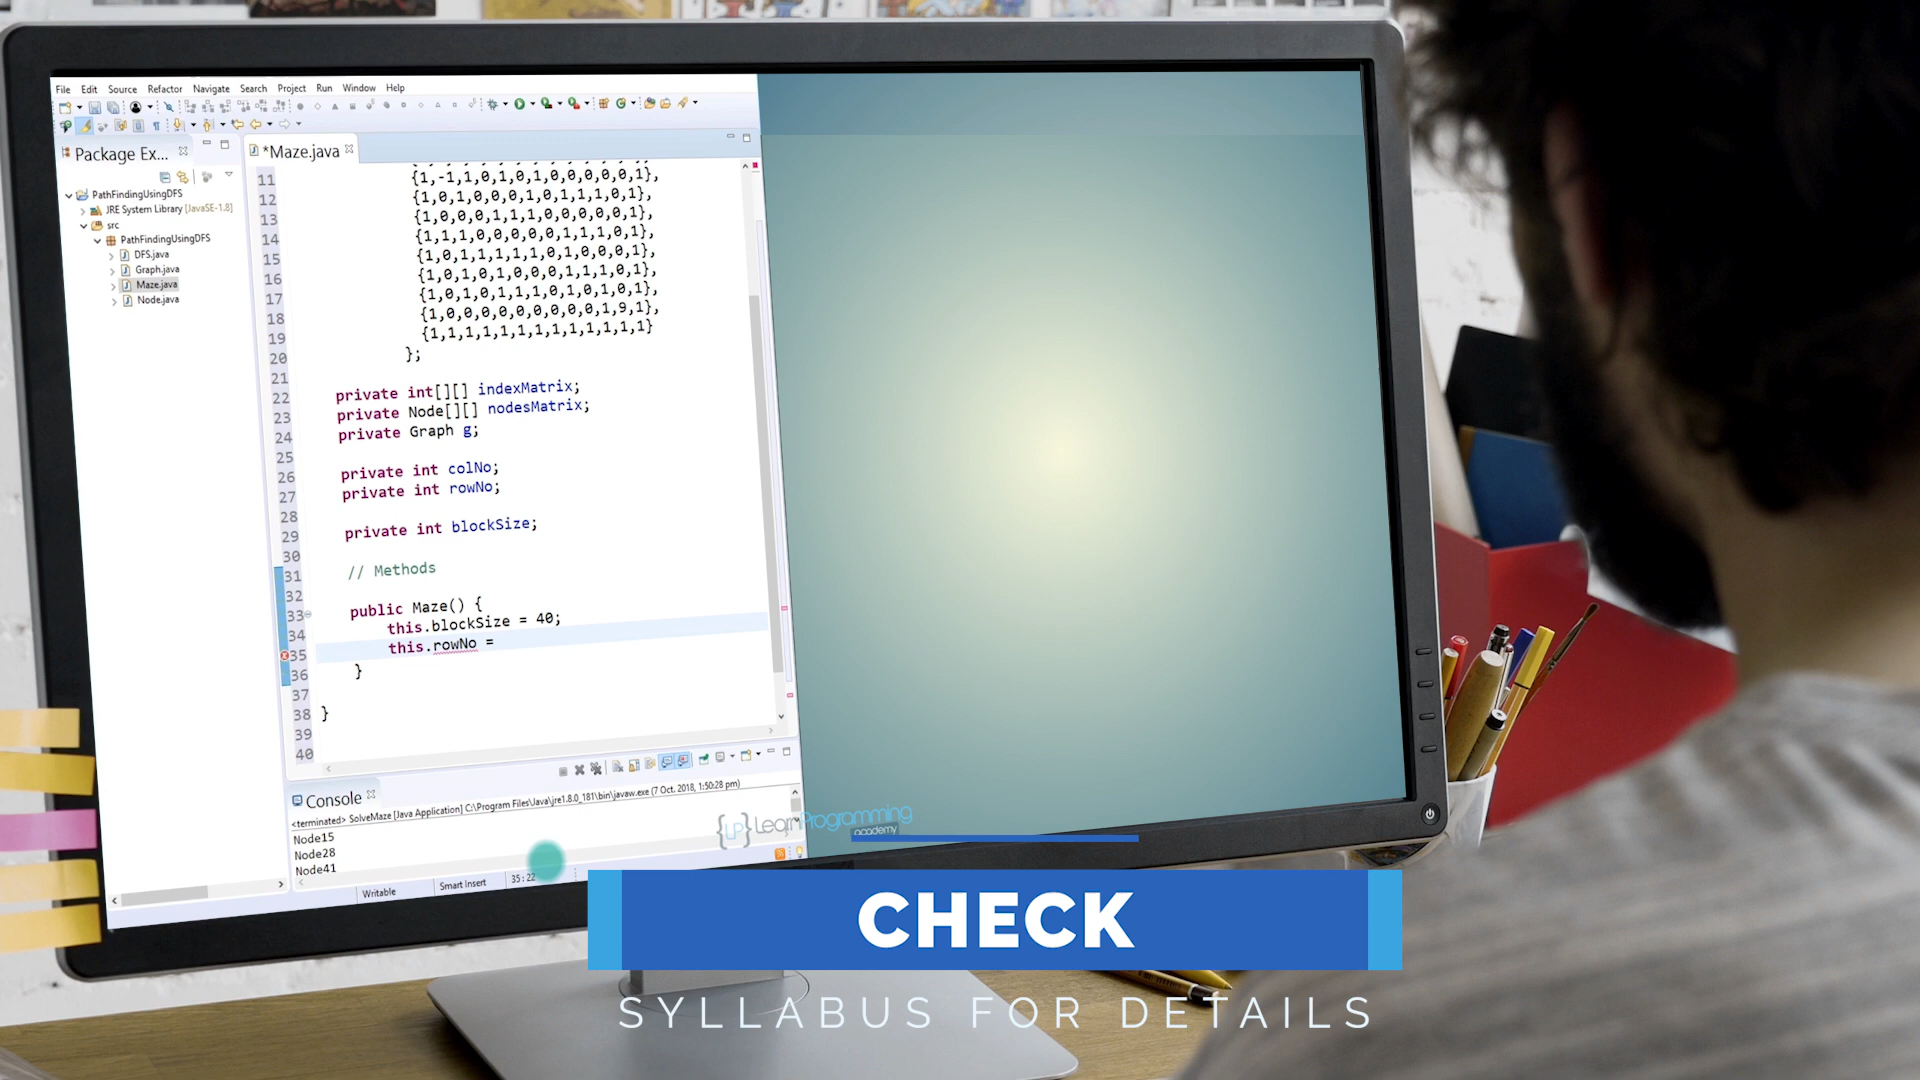 File Edit Source Refactor Navigate Search Project Run Window Help
Package Ex...
*Maze.java
PathFindingUsingDFS
JRE System Library [JavaSE-1.8]
src
PathFindingUsingDFS
DFS.java
Graph.java
Maze.java
Node.java
11 {1,-1,1,0,1,0,1,0,0,0,0,0,1},
12 {1,0,1,0,0,0,1,0,1,1,1,0,1},
13 {1,0,0,0,1,1,1,0,0,0,0,0,1},
14 {1,1,1,0,0,0,0,0,1,1,1,0,1},
15 {1,0,1,1,1,1,1,0,1,0,0,0,1},
16 {1,0,1,0,1,0,0,0,1,1,1,0,1},
17 {1,0,1,0,1,1,1,0,1,0,1,0,1},
18 {1,0,0,0,0,0,0,0,0,0,1,9,1},
19 {1,1,1,1,1,1,1,1,1,1,1,1,1}
20 };
21
22 private int[][] indexMatrix;
23 private Node[][] nodesMatrix;
24 private Graph g;
25
26 private int colNo;
27 private int rowNo;
28
29 private int blockSize;
30
31 // Methods
32
33 public Maze() {
34 this.blockSize = 40;
35 this.rowNo =
36 }
37
38 }
39
40
Console
<terminated> SolveMaze [Java Application] C:\Program Files\Java\jre1.8.0_181\bin\javaw.exe (7 Oct. 2018, 1:50:28 pm)
Node15
Node28
Node41
Writable Smart Insert 35 : 22
{LP} LearnProgramming
academy
CHECK
SYLLABUS FOR DETAILS